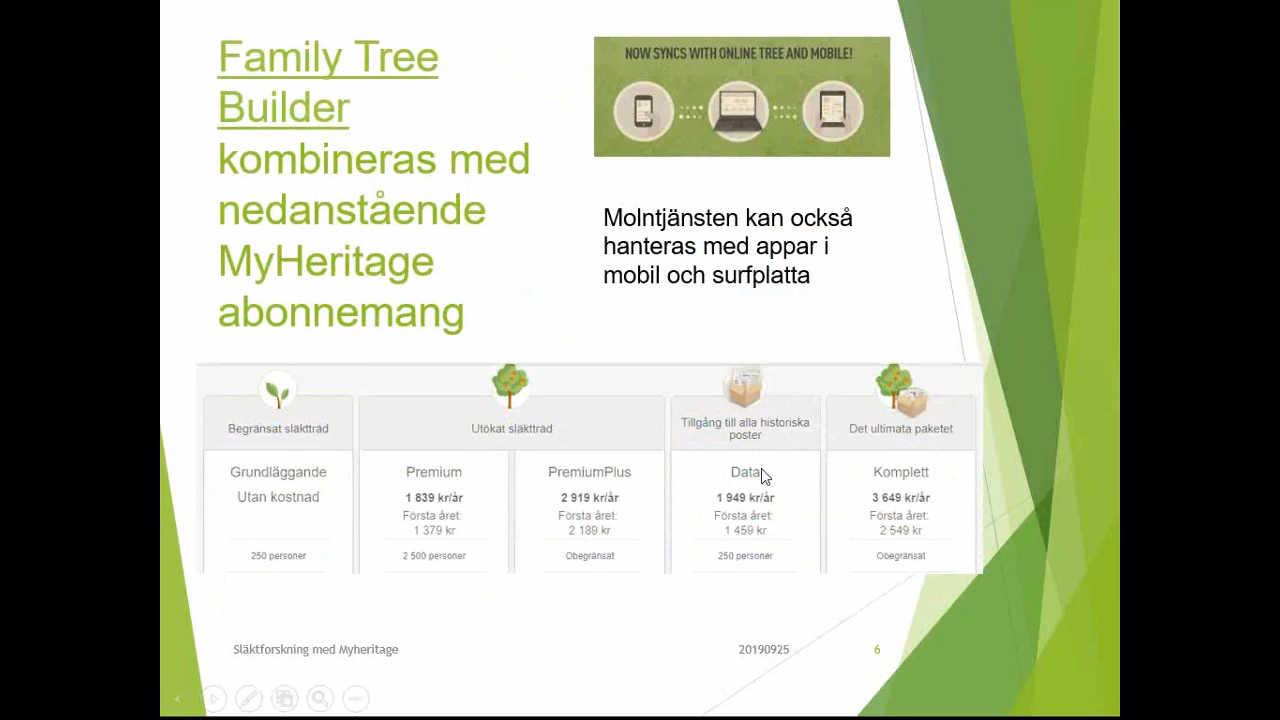 Family Tree
Builder
kombineras med
nedanstående
MyHeritage
abonnemang
NOW SYNCS WITH ONLINE TREE AND MOBILE!
Molntjänsten kan också
hanteras med appar i
mobil och surfplatta
Begränsat släktträd
Utökat släktträd
Tillgång till alla historiska
poster
Det ultimata paketet
Grundläggande
Utan kostnad
250 personer
Premium
1 839 kr/år
Första året:
1 379 kr
2 500 personer
PremiumPlus
2 919 kr/år
Första året:
2 189 kr
Obegränsat
Data
1 949 kr/år
Första året:
1 459 kr
250 personer
Komplett
3 649 kr/år
Första året:
2 549 kr
Obegränsat
Släktforskning med Myheritage
20190925
6